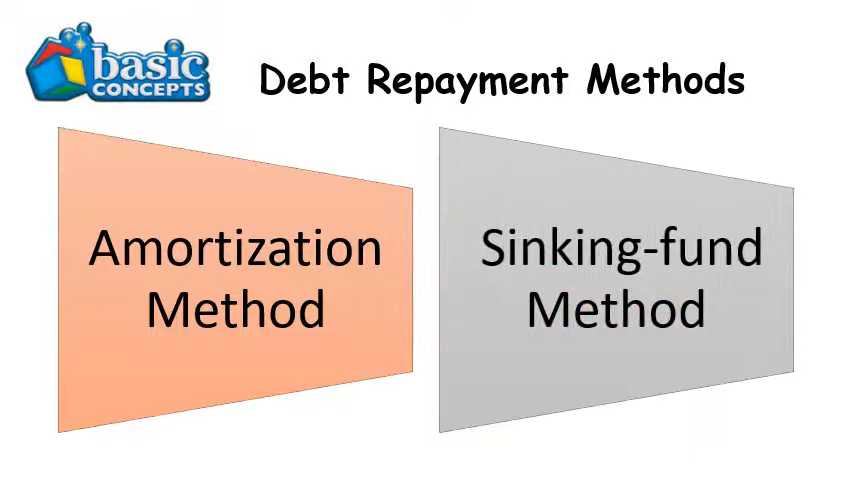 basic
CONCEPTS
Debt Repayment Methods
Amortization
Method
Sinking-fund
Method